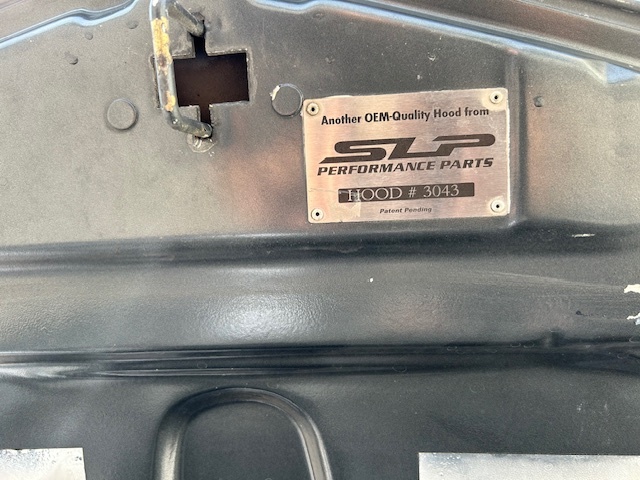 Another OEM-Quality Hood from
SLP
PERFORMANCE PARTS
HOOD # 3043
Patent Pending